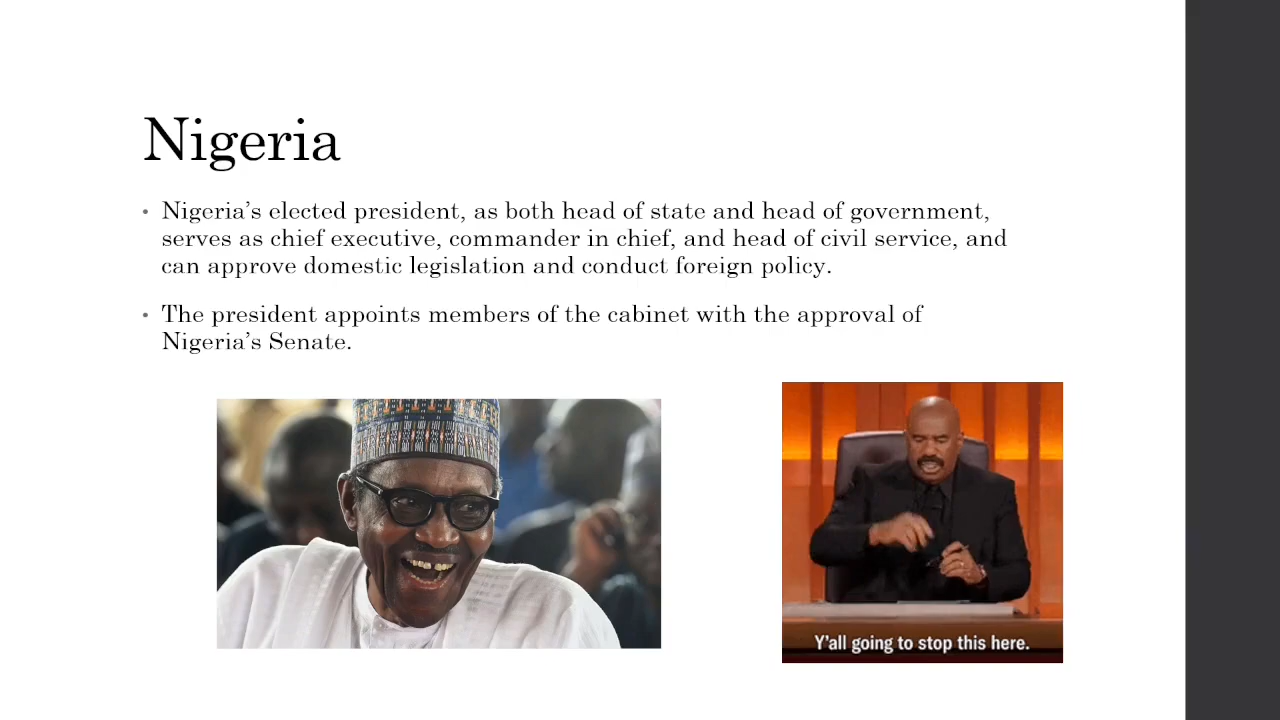 Nigeria
• Nigeria’s elected president, as both head of state and head of government,
serves as chief executive, commander in chief, and head of civil service, and
can approve domestic legislation and conduct foreign policy.
• The president appoints members of the cabinet with the approval of
Nigeria’s Senate.
Y'all going to stop this here.